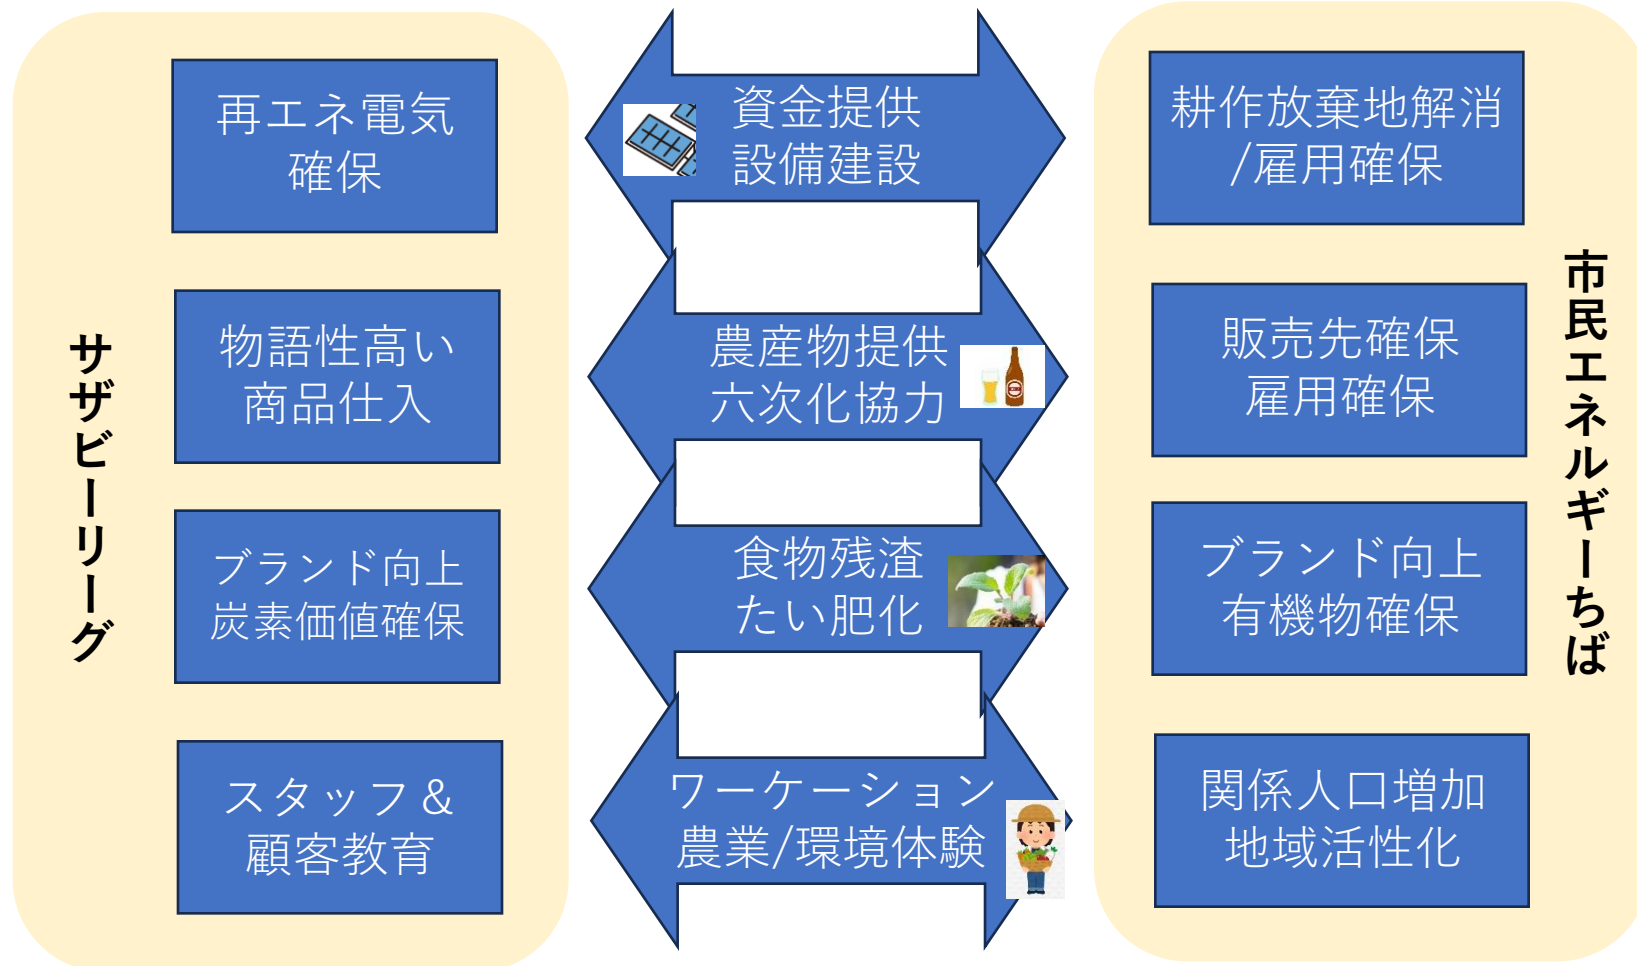 サザビーリーグ
再エネ電気
確保
物語性高い
商品仕入
ブランド向上
炭素価値確保
スタッフ＆
顧客教育
資金提供
設備建設
農産物提供
六次化協力
食物残渣
たい肥化
ワーケーション
農業/環境体験
耕作放棄地解消
/雇用確保
販売先確保
雇用確保
ブランド向上
有機物確保
関係人口増加
地域活性化
市民エネルギーちば